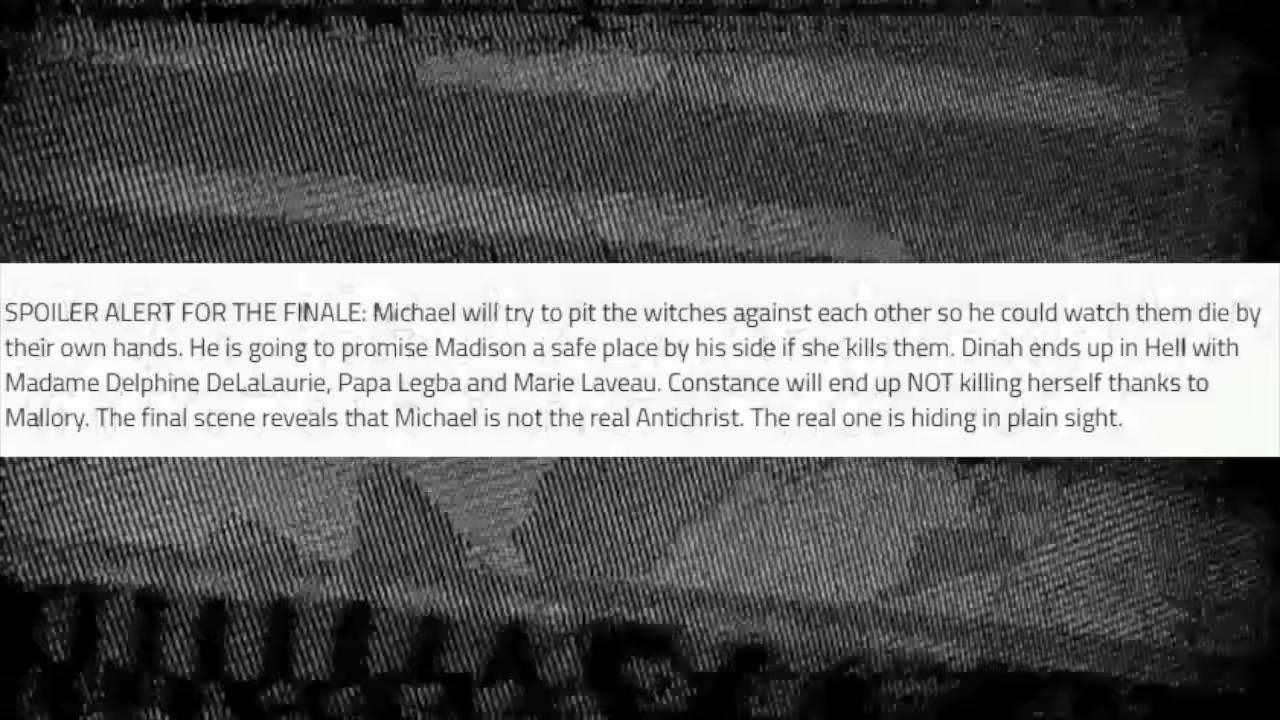 SPOILER ALERT FOR THE FINALE: Michael will try to pit the witches against each other so he could watch them die by
their own hands. He is going to promise Madison a safe place by his side if she kills them. Dinah ends up in Hell with
Madame Delphine DeLaLaurie, Papa Legba and Marie Laveau. Constance will end up NOT killing herself thanks to
Mallory. The final scene reveals that Michael is not the real Antichrist. The real one is hiding in plain sight.